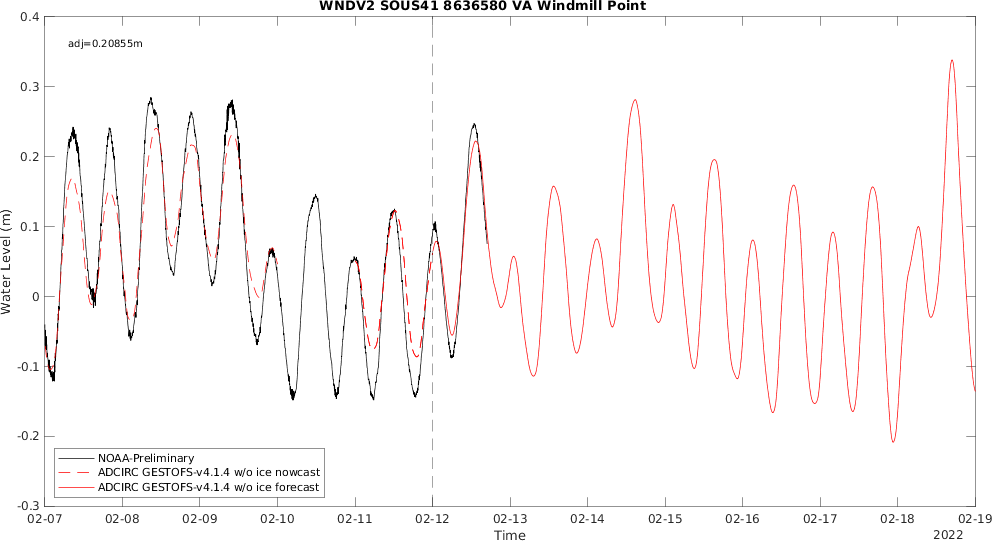 WNDV2 SOUS41 8636580 VA Windmill Point
adj=0.20855m
Water Level (m)
0.4
0.3
0.2
0.1
0
-0.1
-0.2
-0.3
NOAA-Preliminary
ADCIRC GESTOFS-v4.1.4 w/o ice nowcast
ADCIRC GESTOFS-v4.1.4 w/o ice forecast
02-07 02-08 02-09 02-10 02-11 02-12 02-13 02-14 02-15 02-16 02-17 02-18 02-19
Time
2022